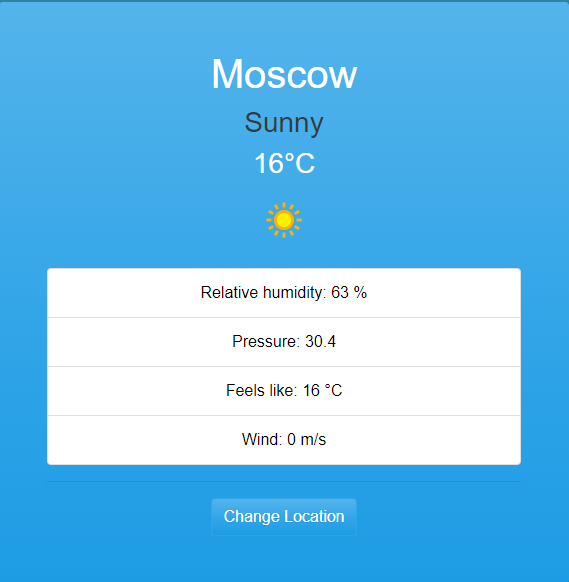 Moscow
Sunny
16°C
Relative humidity: 63 %
Pressure: 30.4
Feels like: 16 °C
Wind: 0 m/s
Change Location